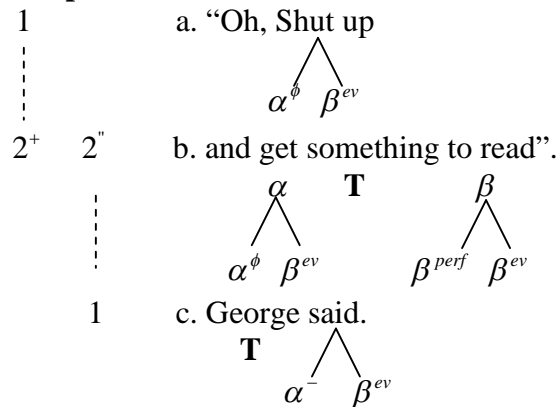 1 a. “Oh, Shut up
α^ϕ β^ev
2^+ 2^" b. and get something to read”.
α T β
α^ϕ β^ev β^perf β^ev
1 c. George said.
T
α^− β^ev